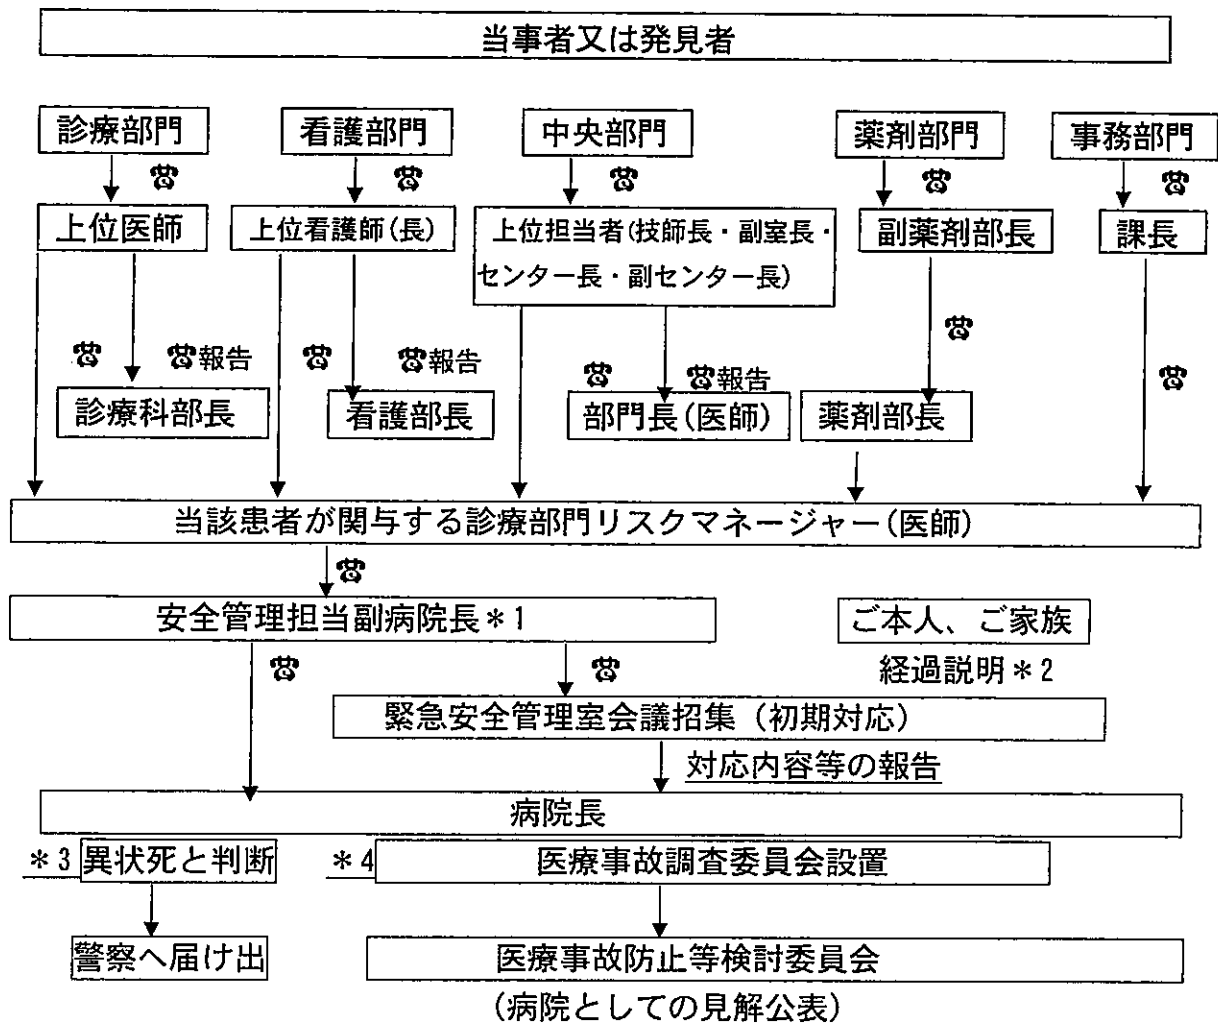 当事者又は発見者
診療部門 看護部門 中央部門 薬剤部門 事務部門
☎ ☎ ☎ ☎ ☎
上位医師 上位看護師(長) 上位担当者(技師長・副室長・ 副薬剤部長 課長
センター長・副センター長)
☎ ☎報告 ☎ ☎報告 ☎ ☎報告 ☎ ☎
診療科部長 看護部長 部門長(医師) 薬剤部長
当該患者が関与する診療部門リスクマネージャー(医師)
☎
安全管理担当副病院長＊1 ご本人、ご家族
☎ ☎ 経過説明＊2
緊急安全管理室会議招集（初期対応）
対応内容等の報告
病院長
＊3 異状死と判断 ＊4 医療事故調査委員会設置
警察へ届け出 医療事故防止等検討委員会
（病院としての見解公表）